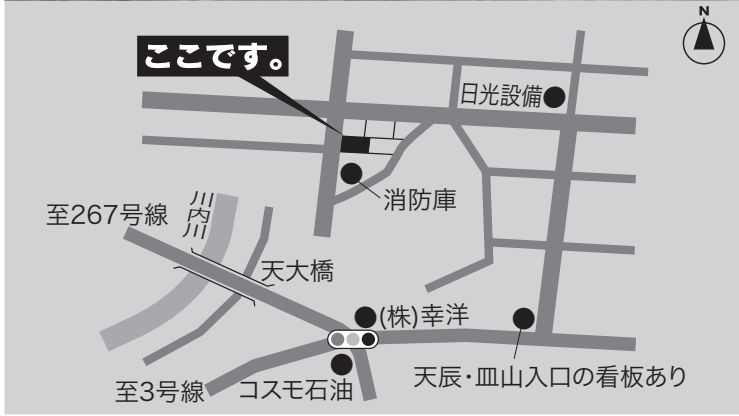 N
ここです。
日光設備
消防庫
至267号線
川内川
天大橋
(株)幸洋
天辰・皿山入口の看板あり
至3号線
コスモ石油